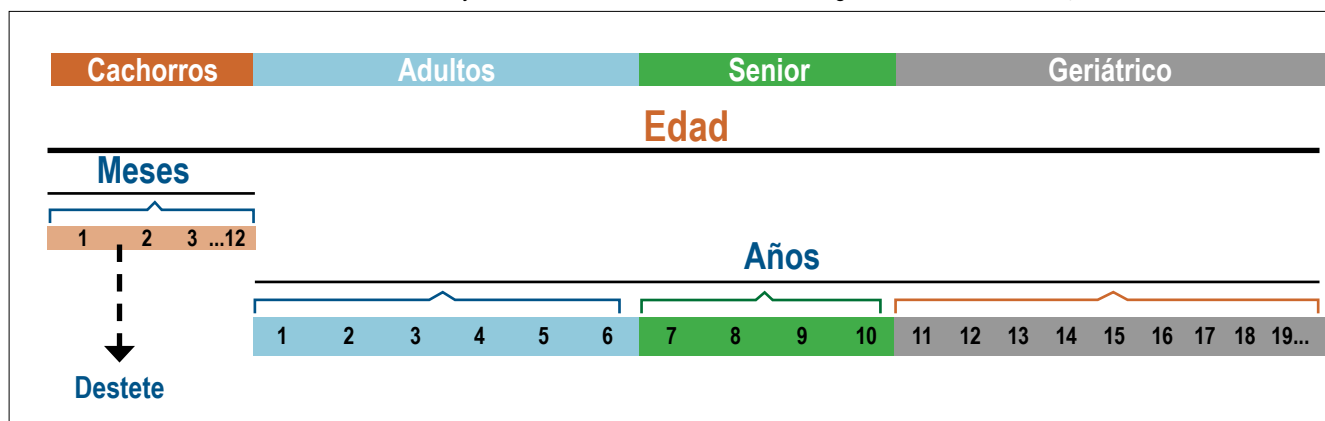 Cachorros Adultos Senior Geriátrico
Edad
Meses
1 2 3 ...12
Años
1 2 3 4 5 6 7 8 9 10 11 12 13 14 15 16 17 18 19...
Destete